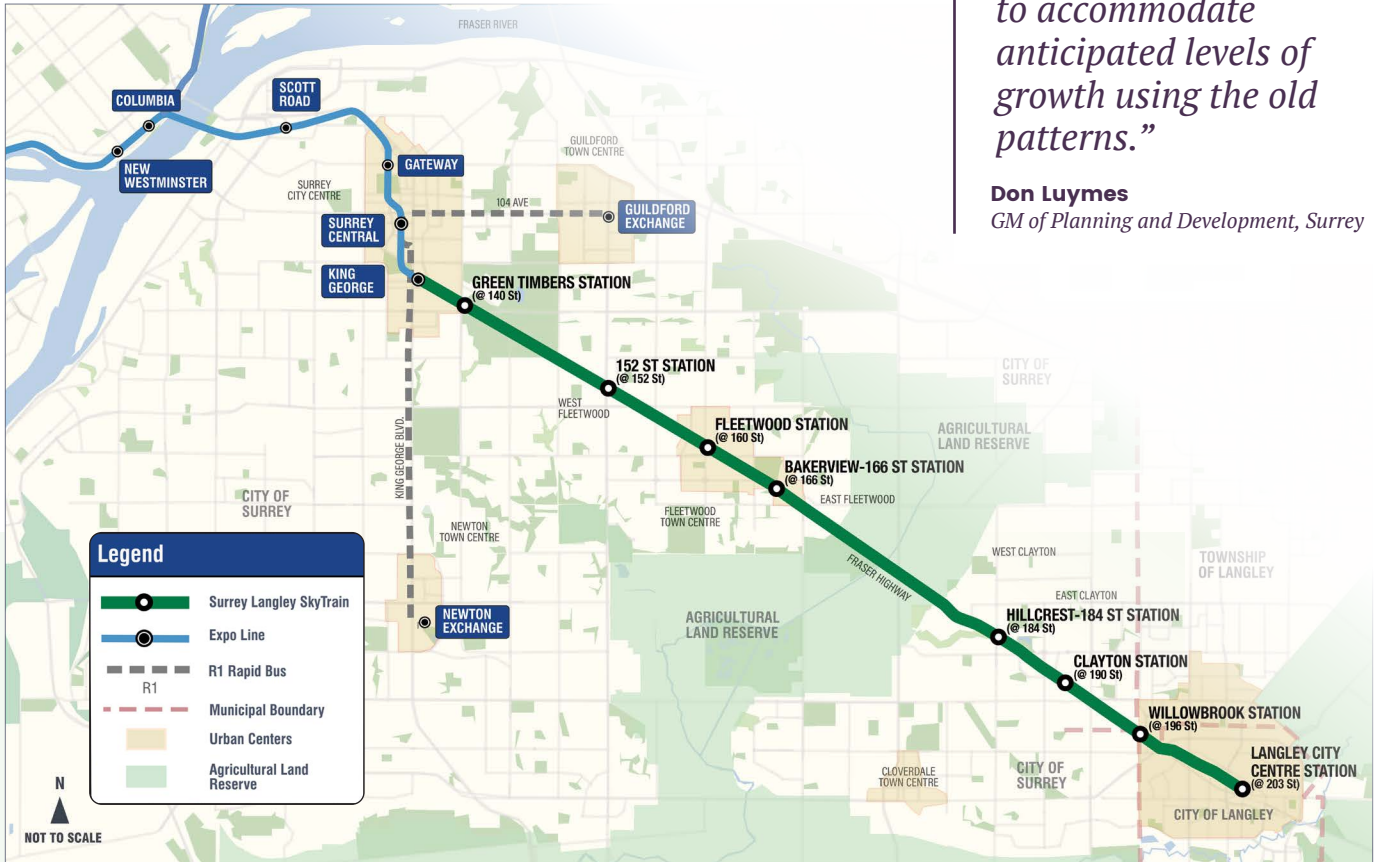 to accommodate
anticipated levels of
growth using the old
patterns.”
Don Luymes
GM of Planning and Development, Surrey
FRASER RIVER
COLUMBIA
SCOTT
ROAD
NEW
WESTMINSTER
GATEWAY
SURREY
CITY CENTRE
GUILDFORD
TOWN CENTRE
104 AVE
GUILDFORD
EXCHANGE
SURREY
CENTRAL
KING
GEORGE
GREEN TIMBERS STATION
(@ 140 St)
152 ST STATION
(@ 152 St)
WEST
FLEETWOOD
CITY OF
SURREY
FLEETWOOD STATION
(@ 160 St)
AGRICULTURAL
LAND RESERVE
BAKERVIEW-166 ST STATION
(@ 166 St)
EAST FLEETWOOD
KING GEORGE BLVD.
CITY OF
SURREY
NEWTON
TOWN CENTRE
FLEETWOOD
TOWN CENTRE
FRASER HIGHWAY
WEST CLAYTON
TOWNSHIP
OF LANGLEY
EAST CLAYTON
NEWTON
EXCHANGE
AGRICULTURAL
LAND RESERVE
HILLCREST-184 ST STATION
(@ 184 St)
CLAYTON STATION
(@ 190 St)
WILLOWBROOK STATION
(@ 196 St)
LANGLEY CITY
CENTRE STATION
(@ 203 St)
CLOVERDALE
TOWN CENTRE
CITY OF
SURREY
CITY OF LANGLEY
Legend
Surrey Langley SkyTrain
Expo Line
R1 Rapid Bus
R1
Municipal Boundary
Urban Centers
Agricultural Land
Reserve
N
NOT TO SCALE